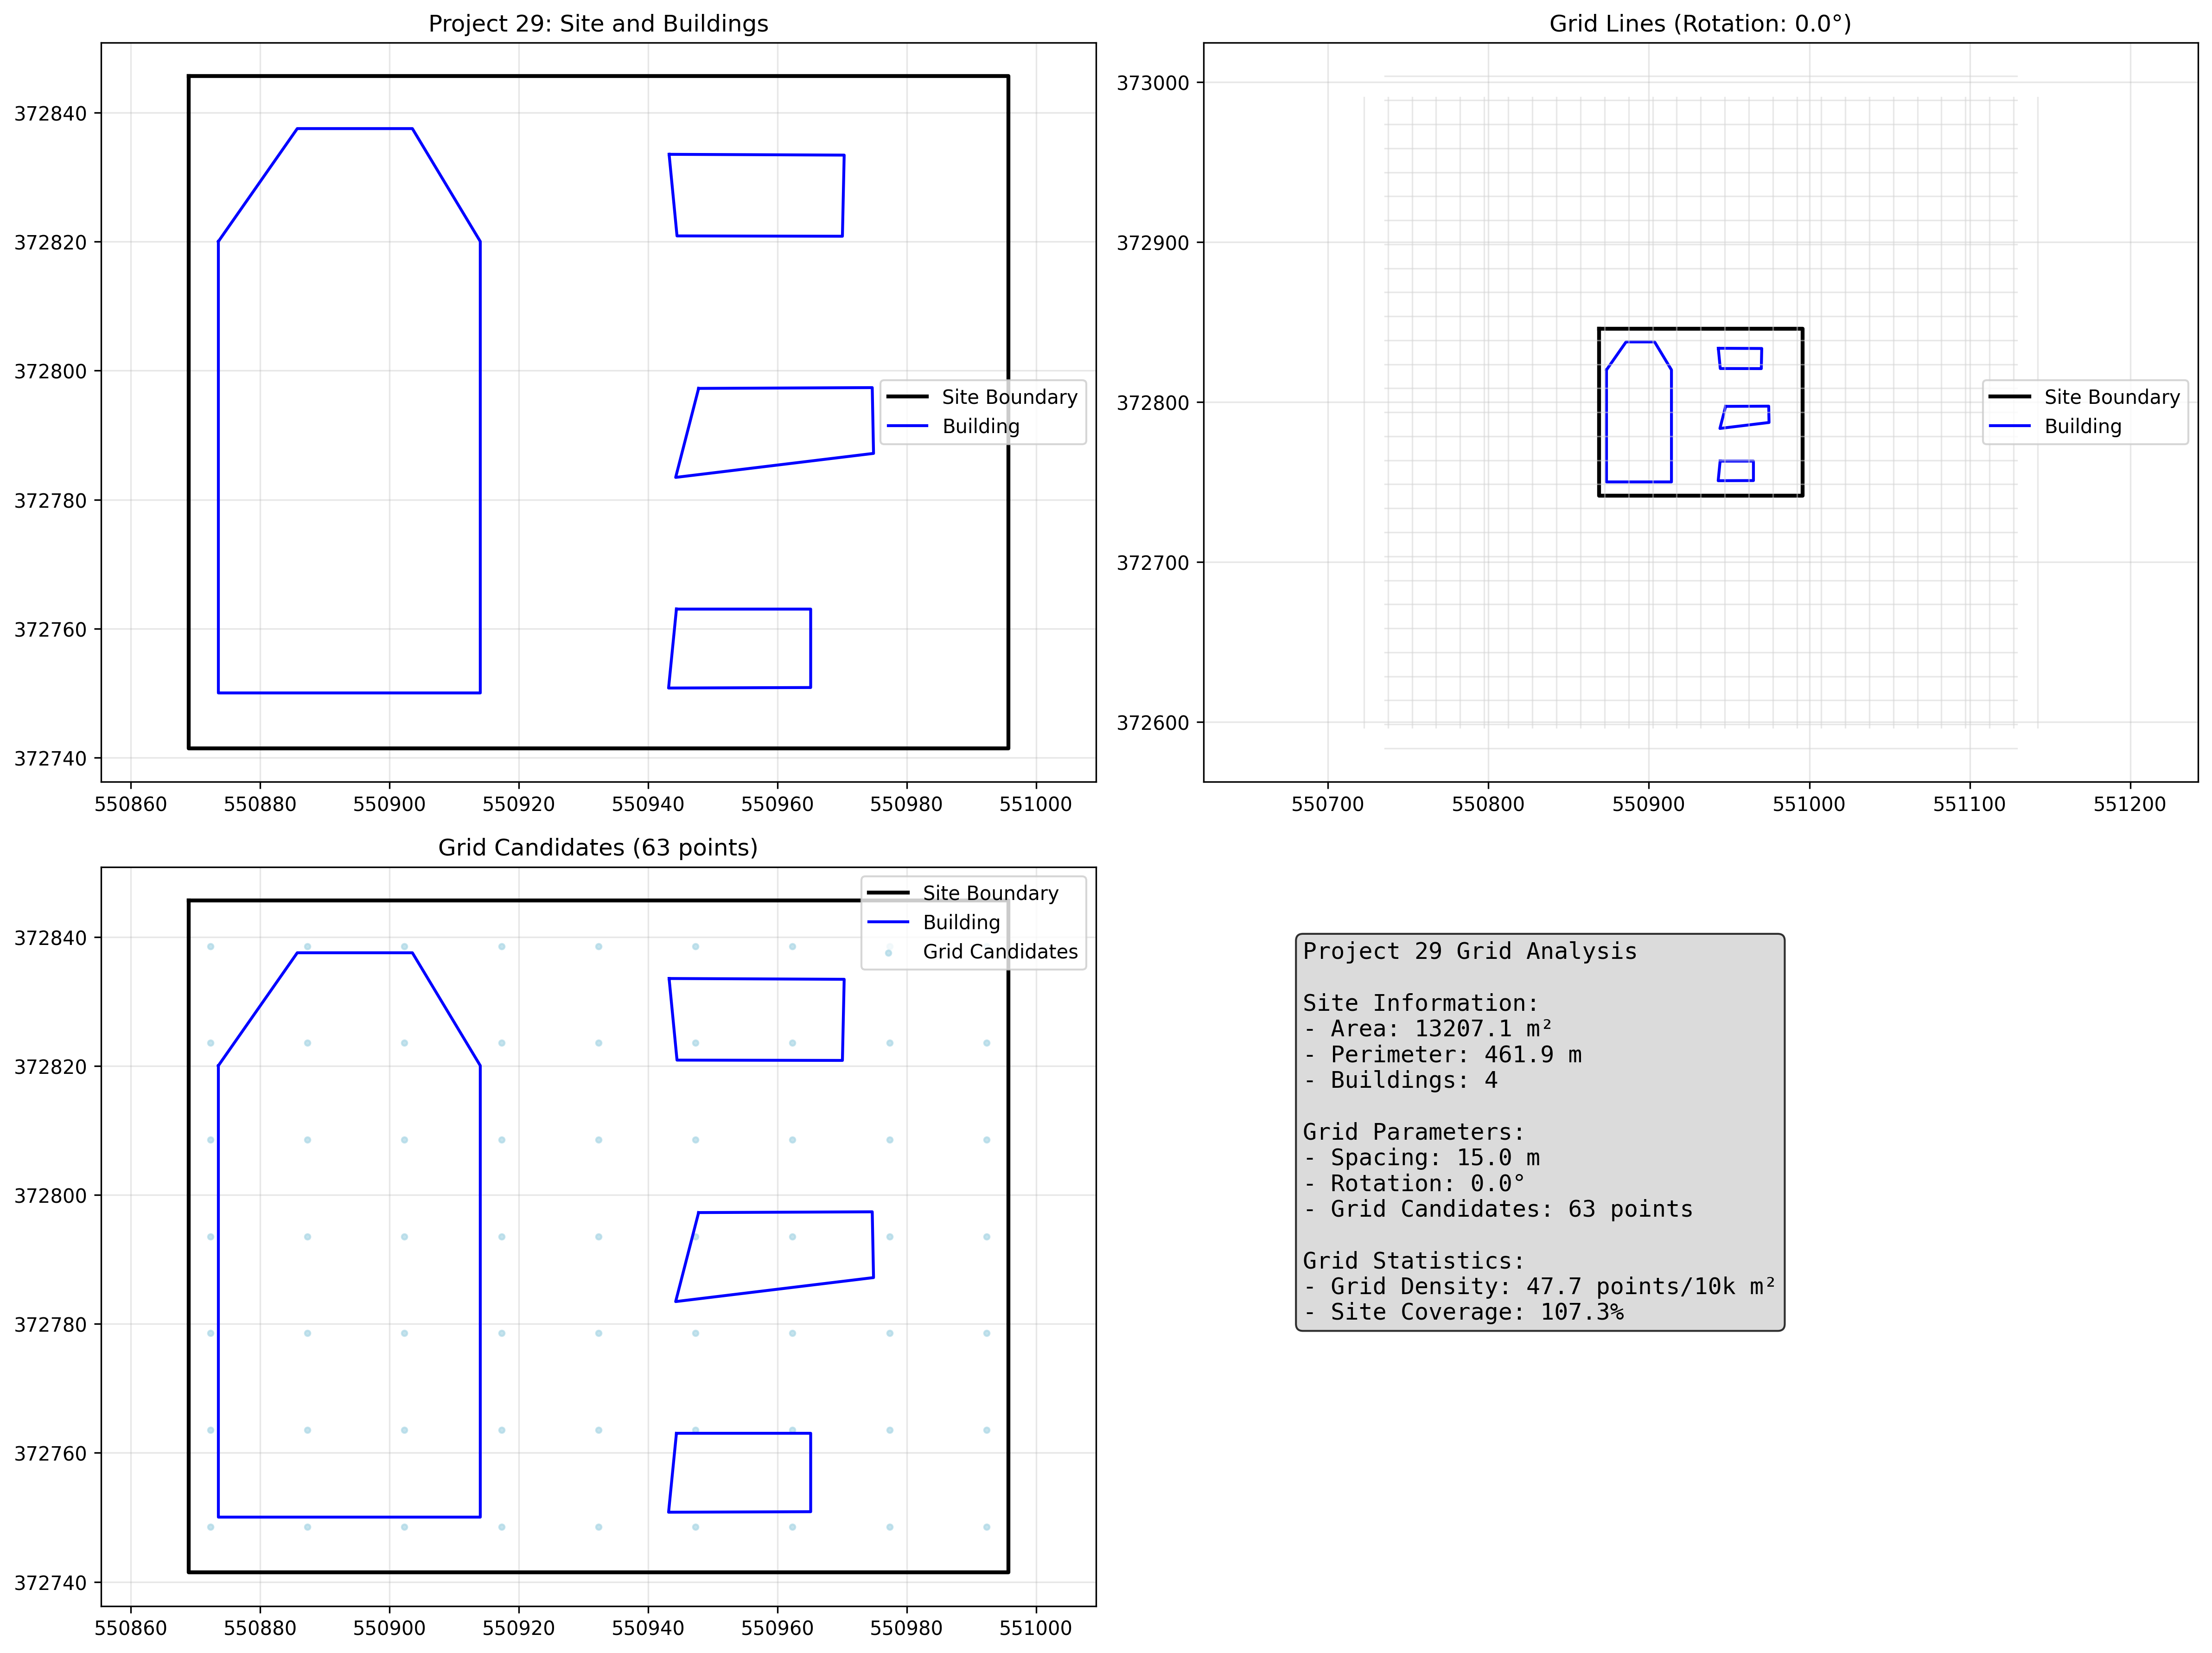 Project 29: Site and Buildings
372840
372820
372800
372780
372760
372740
550860 550880 550900 550920 550940 550960 550980 551000
Site Boundary
Building
Grid Lines (Rotation: 0.0°)
373000
372900
372800
372700
372600
550700 550800 550900 551000 551100 551200
Site Boundary
Building
Grid Candidates (63 points)
372840
372820
372800
372780
372760
372740
550860 550880 550900 550920 550940 550960 550980 551000
Site Boundary
Building
Grid Candidates
Project 29 Grid Analysis
Site Information:
- Area: 13207.1 m²
- Perimeter: 461.9 m
- Buildings: 4
Grid Parameters:
- Spacing: 15.0 m
- Rotation: 0.0°
- Grid Candidates: 63 points
Grid Statistics:
- Grid Density: 47.7 points/10k m²
- Site Coverage: 107.3%